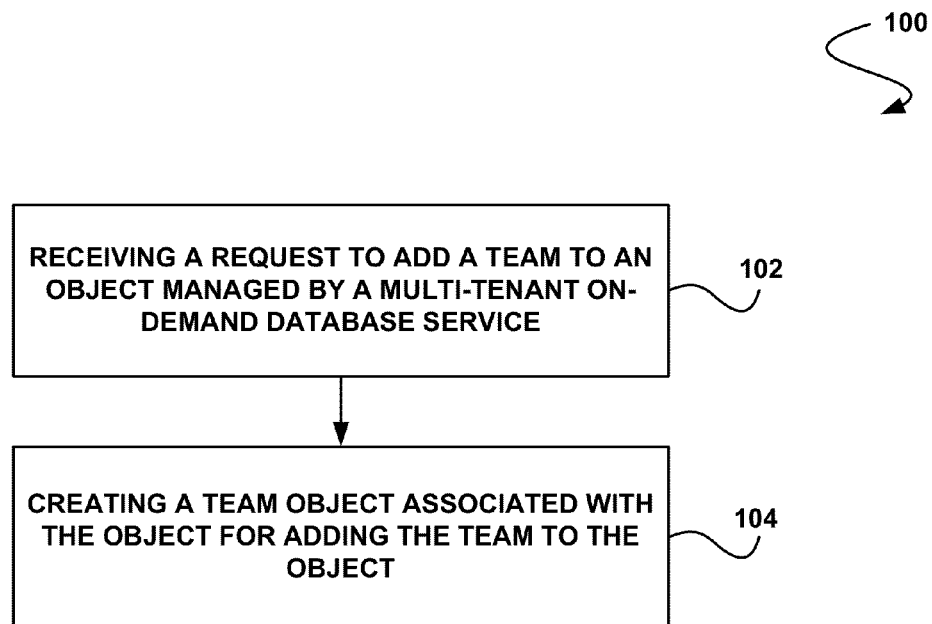 100
RECEIVING A REQUEST TO ADD A TEAM TO AN
OBJECT MANAGED BY A MULTI-TENANT ON-
DEMAND DATABASE SERVICE
102
CREATING A TEAM OBJECT ASSOCIATED WITH
THE OBJECT FOR ADDING THE TEAM TO THE
OBJECT
104